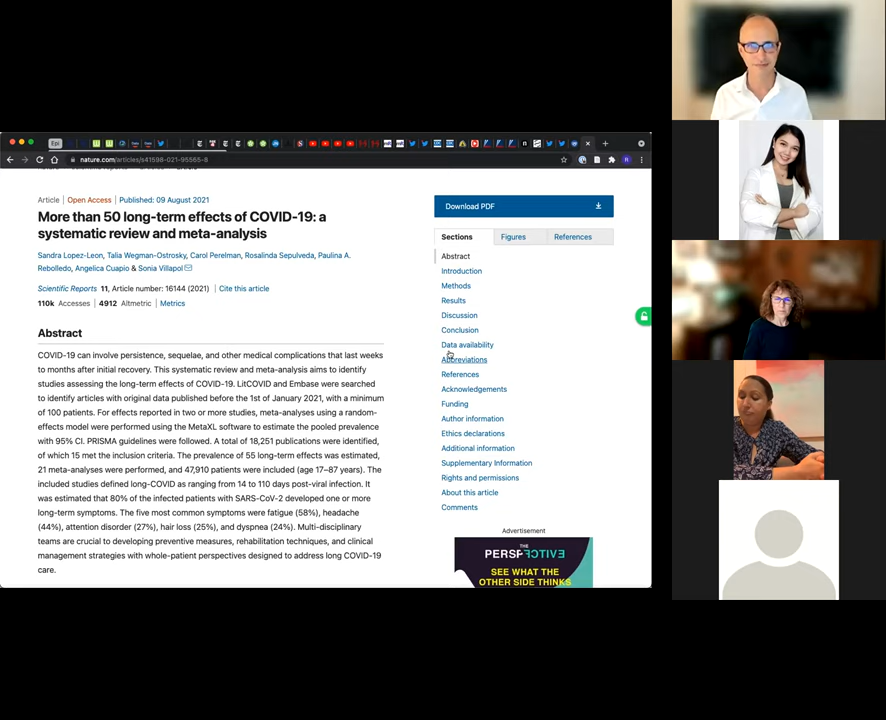 Epi
nature.com/articles/s41598-021-95565-8
Article | Open Access | Published: 09 August 2021
More than 50 long-term effects of COVID-19: a
systematic review and meta-analysis
Sandra Lopez-Leon, Talia Wegman-Ostrosky, Carol Perelman, Rosalinda Sepulveda, Paulina A.
Rebolledo, Angelica Cuapio & Sonia Villapol
Scientific Reports 11, Article number: 16144 (2021) | Cite this article
110k Accesses | 4912 Altmetric | Metrics
Abstract
COVID-19 can involve persistence, sequelae, and other medical complications that last weeks
to months after initial recovery. This systematic review and meta-analysis aims to identify
studies assessing the long-term effects of COVID-19. LitCOVID and Embase were searched
to identify articles with original data published before the 1st of January 2021, with a minimum
of 100 patients. For effects reported in two or more studies, meta-analyses using a random-
effects model were performed using the MetaXL software to estimate the pooled prevalence
with 95% CI. PRISMA guidelines were followed. A total of 18,251 publications were identified,
of which 15 met the inclusion criteria. The prevalence of 55 long-term effects was estimated,
21 meta-analyses were performed, and 47,910 patients were included (age 17–87 years). The
included studies defined long-COVID as ranging from 14 to 110 days post-viral infection. It
was estimated that 80% of the infected patients with SARS-CoV-2 developed one or more
long-term symptoms. The five most common symptoms were fatigue (58%), headache
(44%), attention disorder (27%), hair loss (25%), and dyspnea (24%). Multi-disciplinary
teams are crucial to developing preventive measures, rehabilitation techniques, and clinical
management strategies with whole-patient perspectives designed to address long COVID-19
care.
Download PDF
Sections Figures References
Abstract
Introduction
Methods
Results
Discussion
Conclusion
Data availability
Abbreviations
References
Acknowledgements
Funding
Author information
Ethics declarations
Additional information
Supplementary Information
Rights and permissions
About this article
Comments
Advertisement
THE
PERSPECTIVE
SEE WHAT THE
OTHER SIDE THINKS